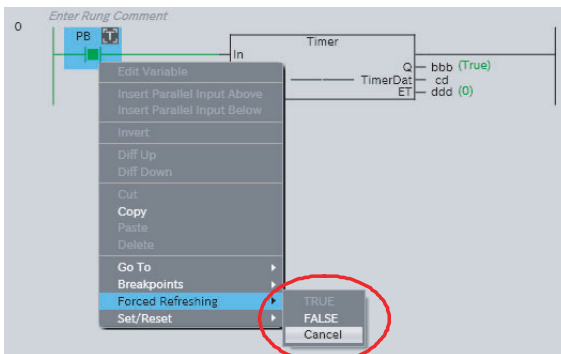 Enter Rung Comment
0
PB
T
Timer
In
Q
bbb (True)
TimerDat
cd
ET
ddd (0)
Edit Variable
Insert Parallel Input Above
Insert Parallel Input Below
Invert
Diff Up
Diff Down
Cut
Copy
Paste
Delete
Go To
Breakpoints
Forced Refreshing
Set/Reset
TRUE
FALSE
Cancel